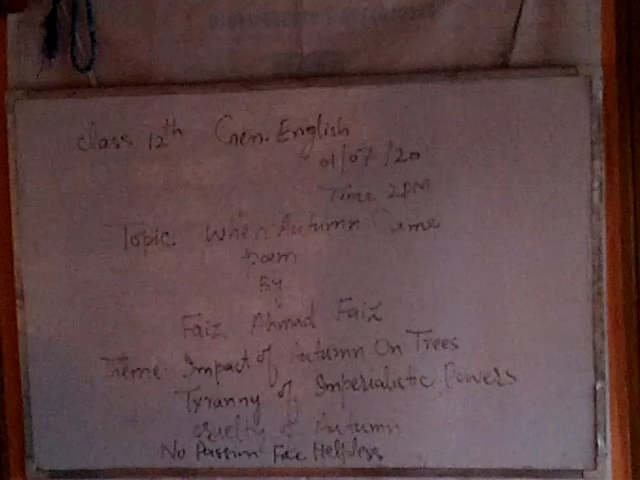 Class 12th Gen. English
01/07/20
Time 2PM
Topic When Autumn Came
poem
By
Faiz Ahmad Faiz
Theme Impact of Autumn On Trees
Tyranny of Imperialistic Powers
cruelty of Autumn
No Passion For Helpless